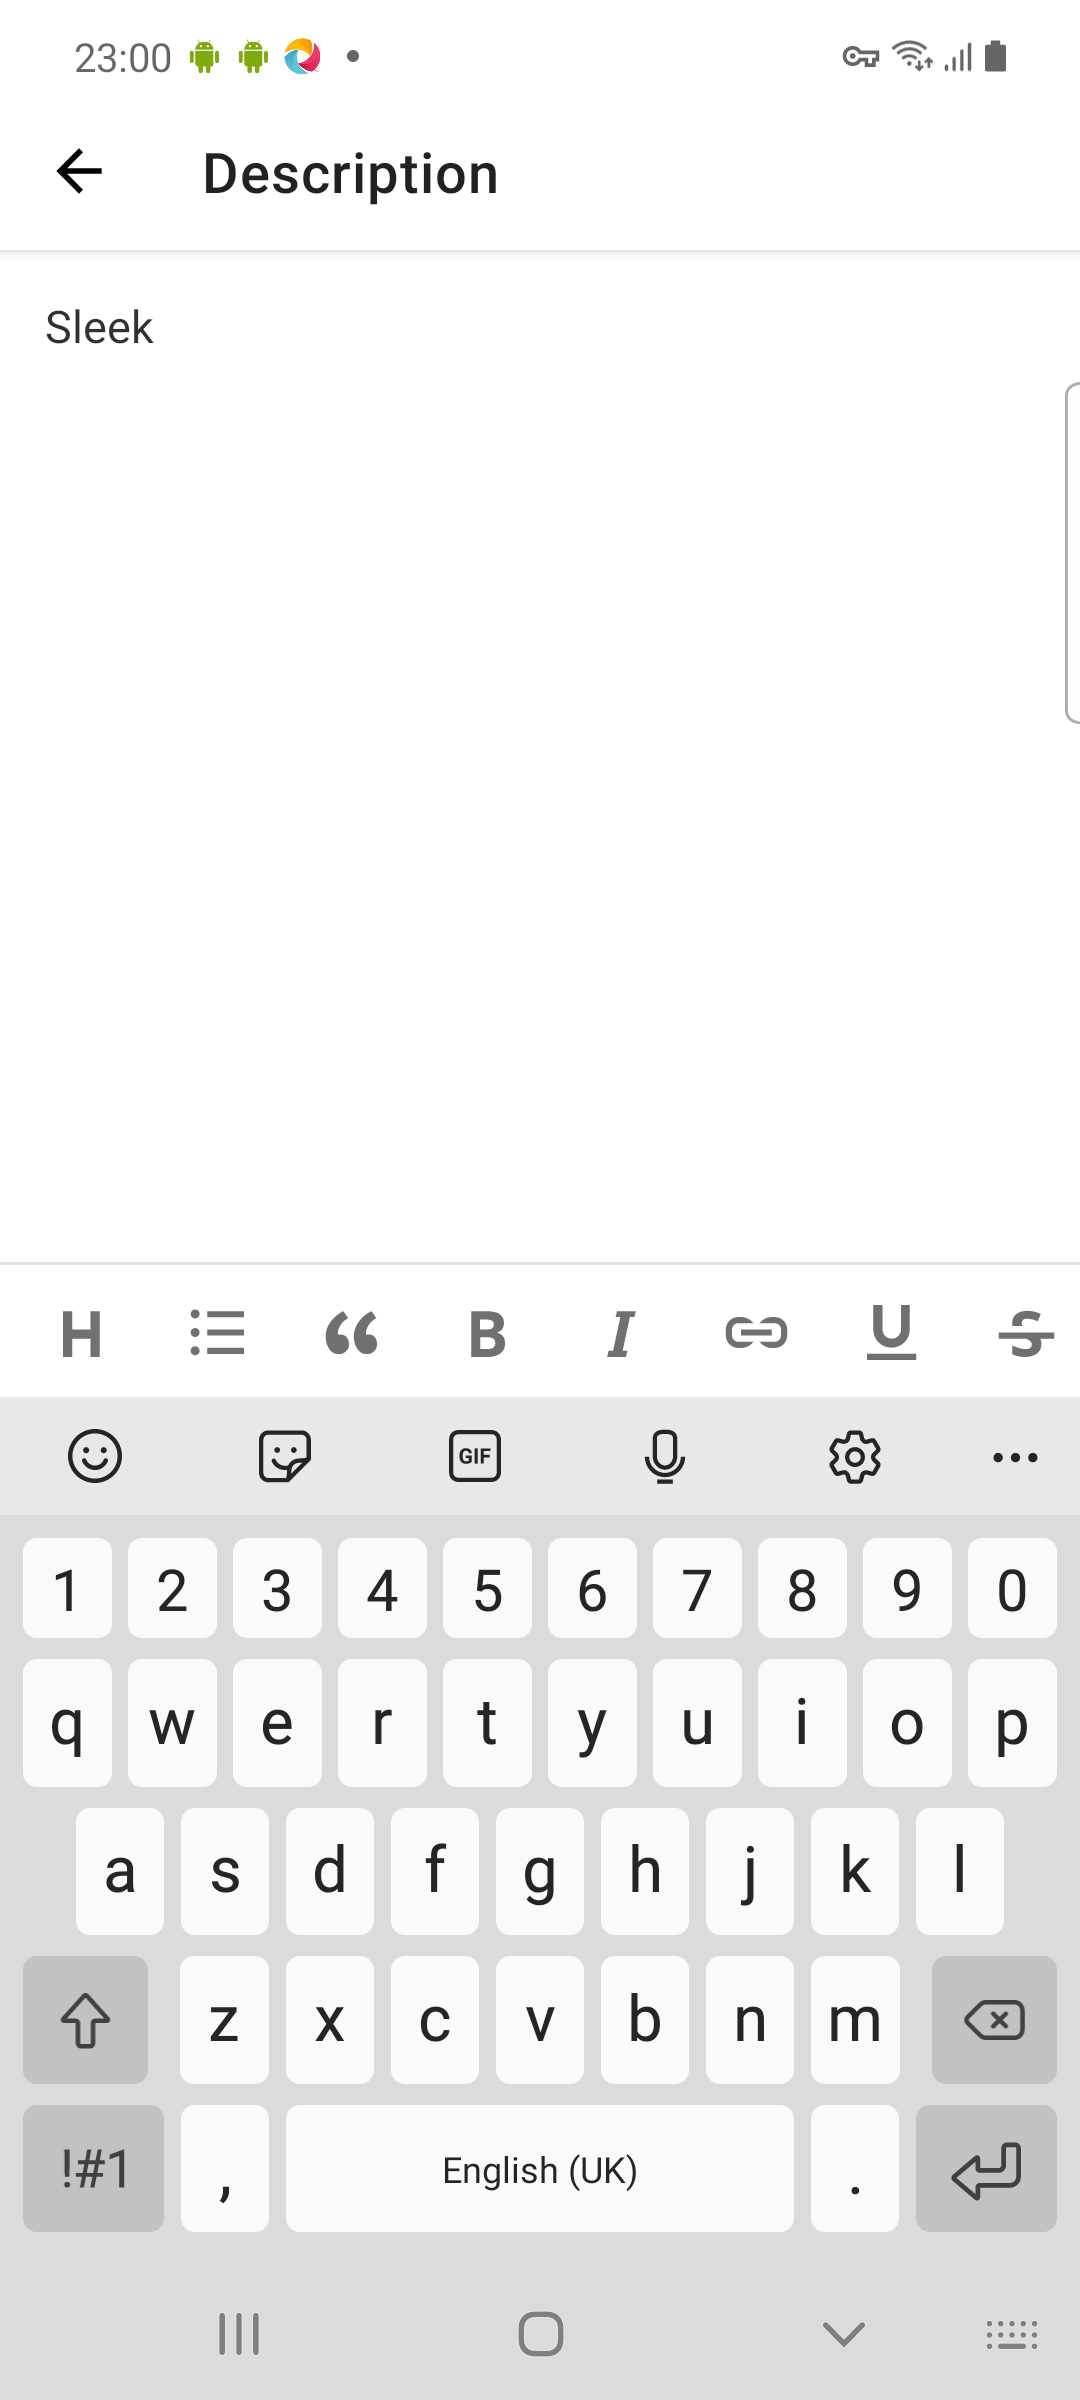 23:00
Description
Sleek
H B I U S
GIF
1 2 3 4 5 6 7 8 9 0
q w e r t y u i o p
a s d f g h j k l
z x c v b n m
!#1 , English (UK) .